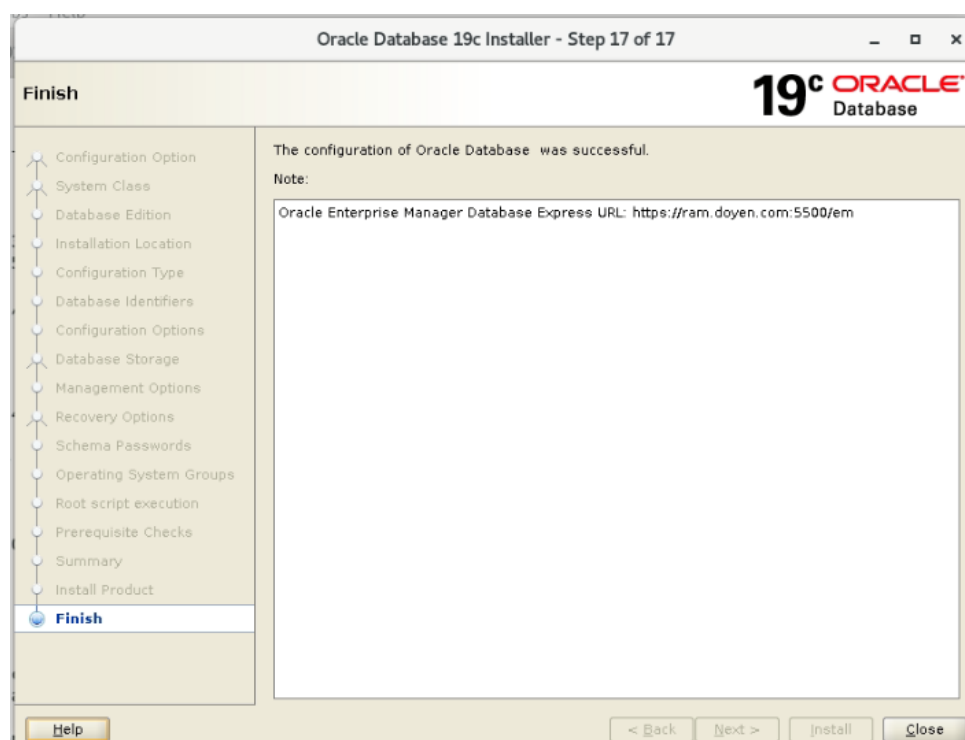 Oracle Database 19c Installer - Step 17 of 17
Finish
19c ORACLE
Database
Configuration Option
System Class
Database Edition
Installation Location
Configuration Type
Database Identifiers
Configuration Options
Database Storage
Management Options
Recovery Options
Schema Passwords
Operating System Groups
Root script execution
Prerequisite Checks
Summary
Install Product
Finish
The configuration of Oracle Database was successful.
Note:
Oracle Enterprise Manager Database Express URL: https://ram.doyen.com:5500/em
Help
< Back
Next >
Install
Close